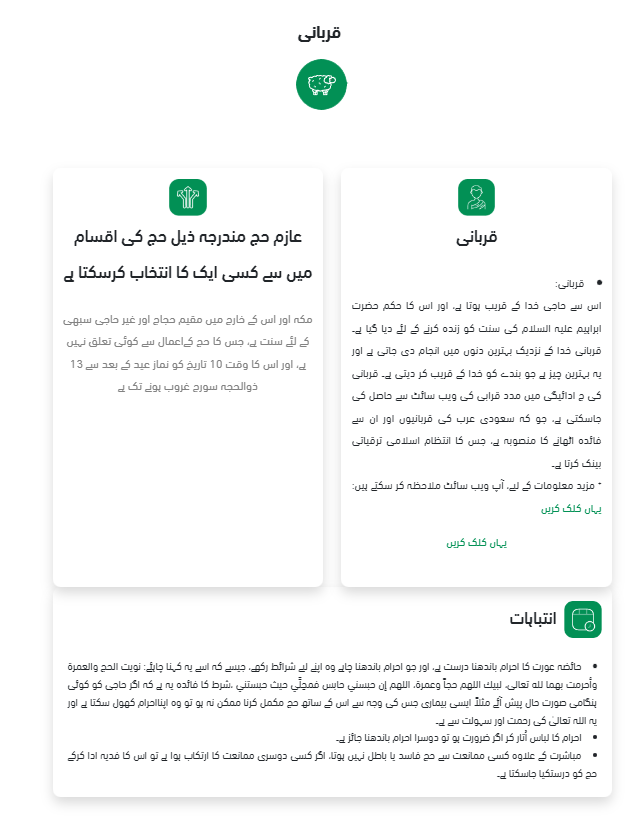 قربانی
قربانی
قربانی:
اس سے حاجی خدا کے قریب ہوتا ہے، اور اس کا حکم حضرت
ابراہیم علیہ السلام کی سنت کو زندہ کرنے کے لئے دیا گیا ہے۔
قربانی خدا کے نزدیک بہترین دنوں میں انجام دی جاتی ہے اور
یہ بہترین چیز ہے جو بندے کو خدا کے قریب کر دیتی ہے۔ قربانی
کی ح ادائیگی میں مدد قرابی کی ویب سائٹ سے حاصل کی
جاسکتی ہے، جو کہ سعودی عرب کی قربانیوں اور ان سے
فائدہ اٹھانے کا منصوبہ ہے، جس کا انتظام اسلامی ترقیاتی
بینک کرتا ہے۔
* مزید معلومات کے لیے، آپ ویب سائٹ ملاحظہ کر سکتے ہیں:
یہاں کلک کریں
یہاں کلک کریں
عازم حج مندرجہ ذیل حج کی اقسام
میں سے کسی ایک کا انتخاب کرسکتا ہے
مکہ اور اس کے خارج میں مقیم حجاج اور غیر حاجی سبھی
کے لئے سنت ہے، جس کا حج کےاعمال سے کوئی تعلق نہیں
ہے، اور اس کا وقت 10 تاریخ کو نماز عید کے بعد سے 13
ذوالحجہ سورج غروب ہونے تک ہے
انتباہات
حائضہ عورت کا احرام باندھنا درست ہے، اور جو احرام باندھنا چاہے وہ اپنے لیے شرائط رکھے، جیسے کہ اسے یہ کہنا چاہئے: نويت الحج والعمرة
وأحرمت بهما لله تعالى، لبيك اللهم حجاً وعمرة، اللهم إن حبسني حابس فمحِلَّي حيث حبستني ،شرط کا فائدہ یہ ہے کہ اگر حاجی کو کوئی
ہنگامی صورت حال پیش آئے مثلاً ایسی بیماری جس کی وجہ سے اس کے ساتھ حج مکمل کرنا ممکن نہ ہو تو وہ اپنااحرام کھول سکتا ہے اور
یہ اللہ تعالیٰ کی رحمت اور سہولت سے ہے۔
احرام کا لباس اُتار کر اگر ضرورت ہو تو دوسرا احرام باندھنا جائز ہے۔
مباشرت کے علاوہ کسی ممانعت سے حج فاسد یا باطل نہیں ہوتا، اگر کسی دوسری ممانعت کا ارتکاب ہوا ہے تو اس کا فدیہ ادا کرکے
حج کو درستکیا جاسکتا ہے۔